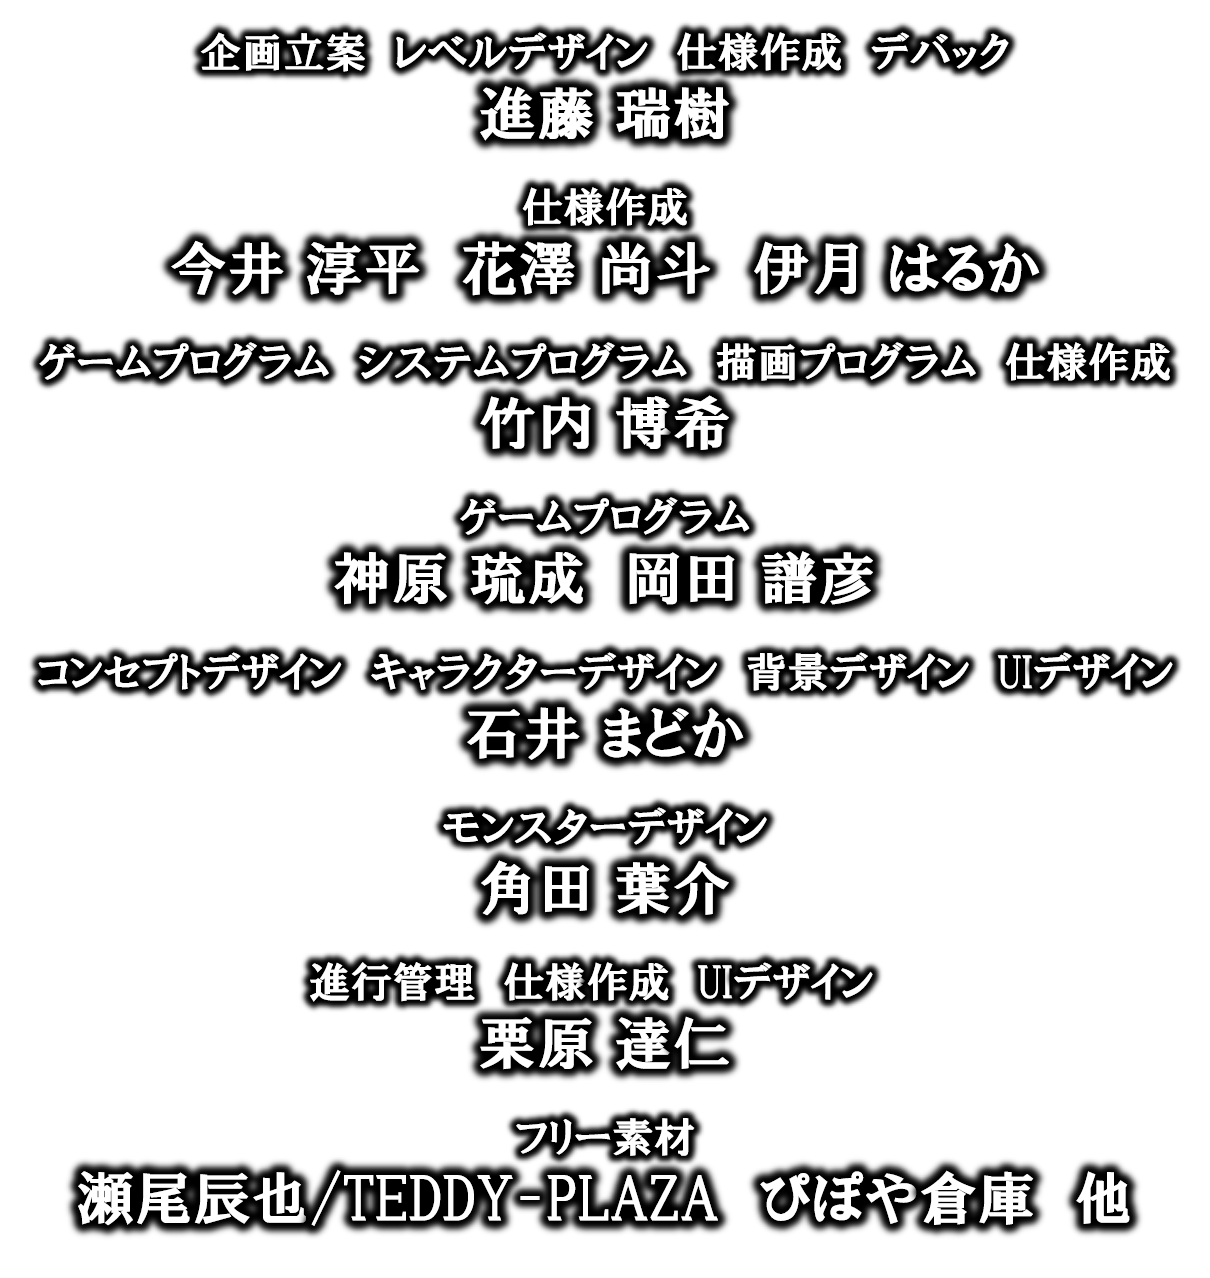 企画立案　レベルデザイン　仕様作成　デバック
進藤 瑞樹
仕様作成
今井 淳平　花澤 尚斗　伊月 はるか
ゲームプログラム　システムプログラム　描画プログラム　仕様作成
竹内 博希
ゲームプログラム
神原 琉成　岡田 譜彦
コンセプトデザイン　キャラクターデザイン　背景デザイン　UIデザイン
石井 まどか
モンスターデザイン
角田 葉介
進行管理　仕様作成　UIデザイン
栗原 達仁
フリー素材
瀬尾辰也/TEDDY-PLAZA　ぴぽや倉庫　他